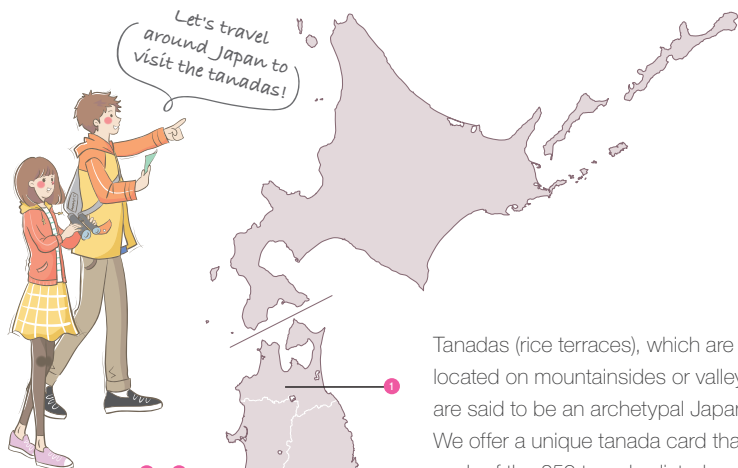 Let's travel
around Japan to
visit the tanadas!
1
Tanadas (rice terraces), which are
located on mountainsides or valley
are said to be an archetypal Japan
We offer a unique tanada card tha